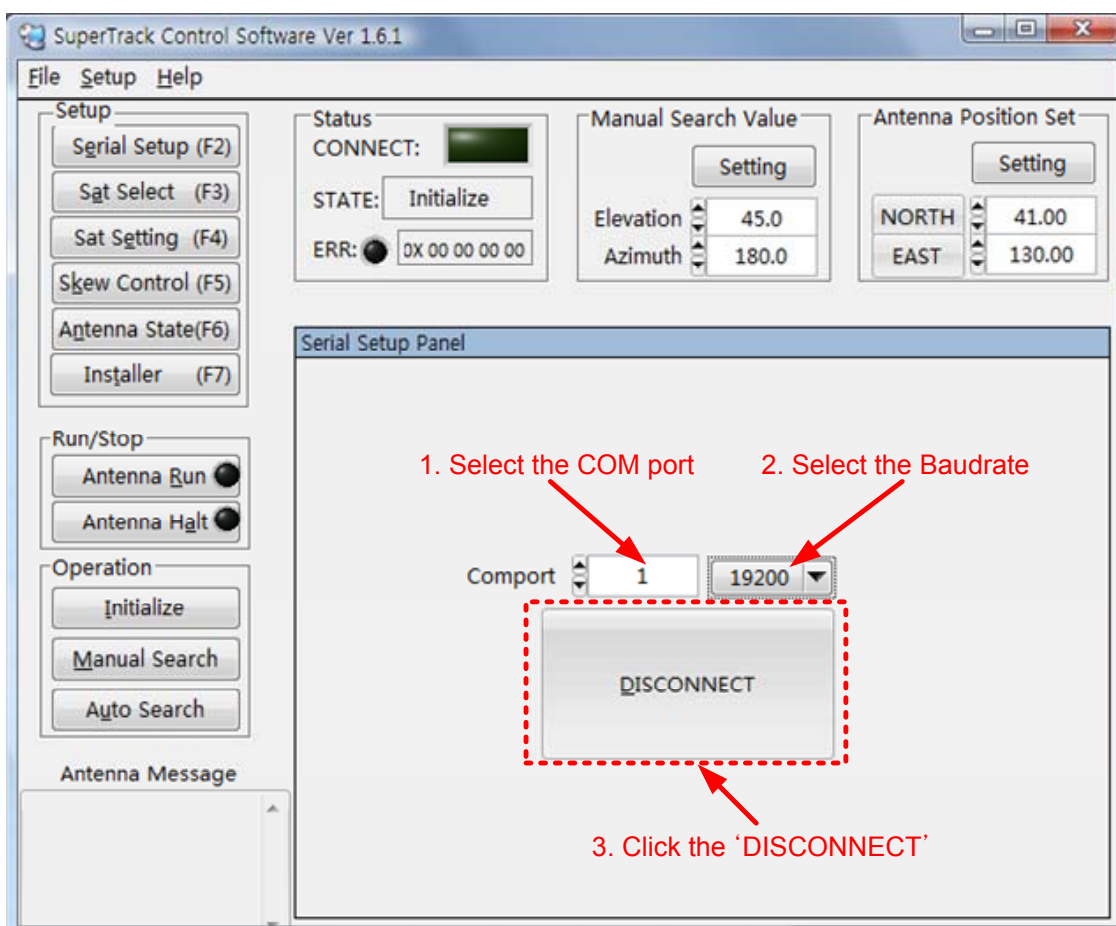 SuperTrack Control Software Ver 1.6.1
File Setup Help
Setup
Serial Setup (F2)
Sat Select (F3)
Sat Setting (F4)
Skew Control (F5)
Antenna State(F6)
Installer (F7)
Status
CONNECT:
STATE: Initialize
ERR: 0X 00 00 00 00
Manual Search Value
Setting
Elevation 45.0
Azimuth 180.0
Antenna Position Set
Setting
NORTH 41.00
EAST 130.00
Run/Stop
Antenna Run
Antenna Halt
Operation
Initialize
Manual Search
Auto Search
Antenna Message
Serial Setup Panel
1. Select the COM port
2. Select the Baudrate
Comport 1 19200
DISCONNECT
3. Click the ‘DISCONNECT’